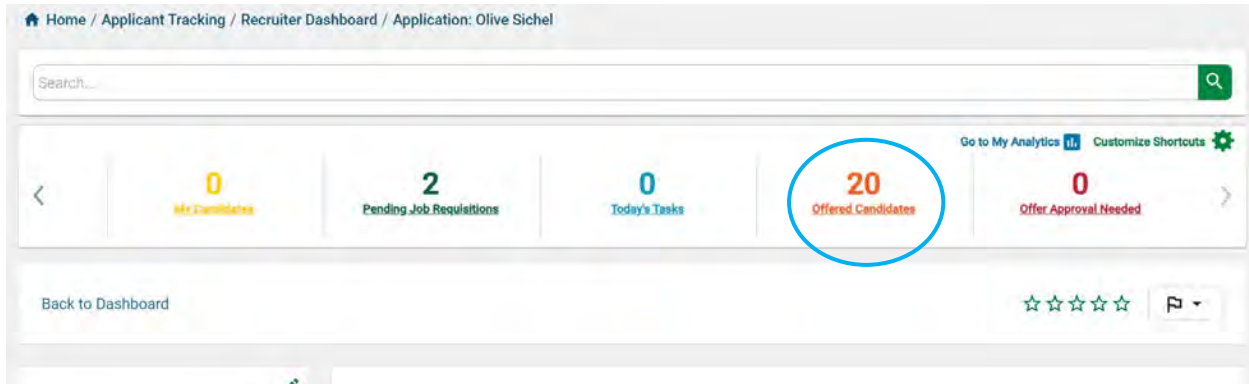 Home / Applicant Tracking / Recruiter Dashboard / Application: Olive Sichel
Search...
Go to My Analytics Customize Shortcuts
0 2 0 20 0
My Candidates Pending Job Requisitions Today's Tasks Offered Candidates Offer Approval Needed
Back to Dashboard